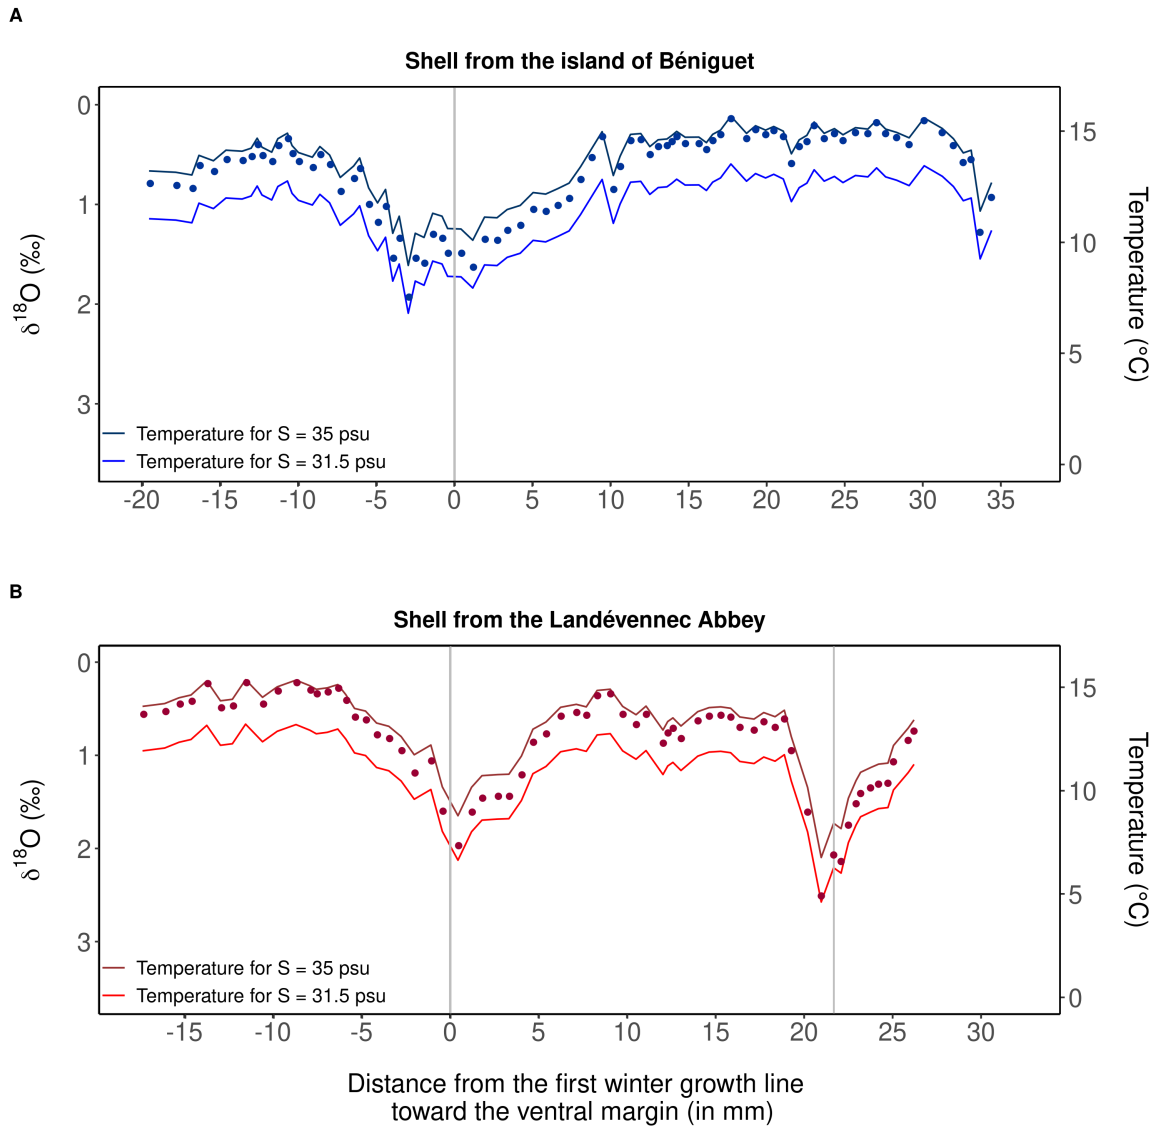 A
Shell from the island of Béniguet
0
1
2
3
δ18O (‰)
15
10
5
0
Temperature (°C)
Temperature for S = 35 psu
Temperature for S = 31.5 psu
-20 -15 -10 -5 0 5 10 15 20 25 30 35
B
Shell from the Landévennec Abbey
0
1
2
3
δ18O (‰)
15
10
5
0
Temperature (°C)
Temperature for S = 35 psu
Temperature for S = 31.5 psu
-15 -10 -5 0 5 10 15 20 25 30
Distance from the first winter growth line
toward the ventral margin (in mm)